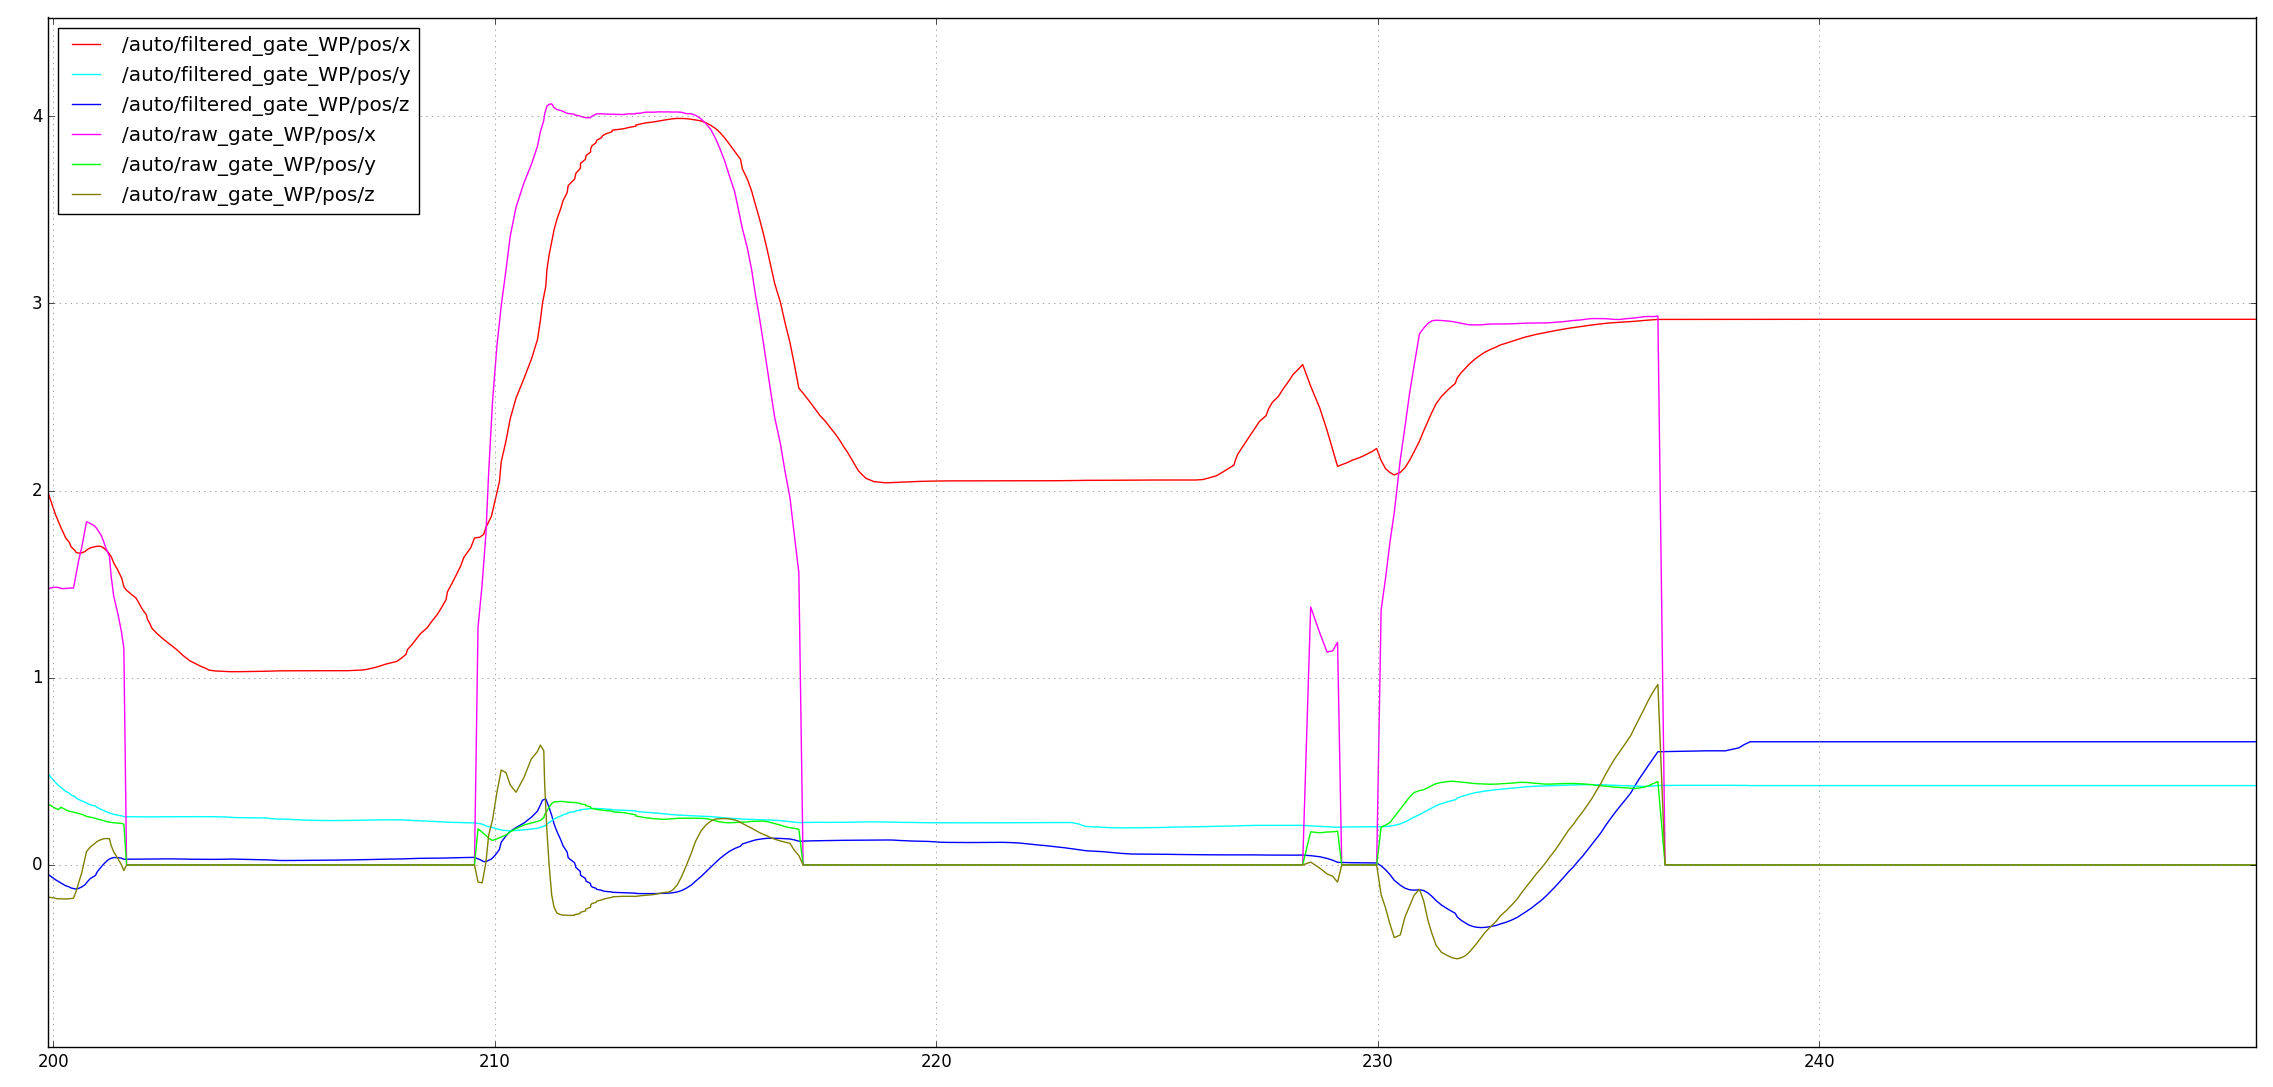 /auto/filtered_gate_WP/pos/x
/auto/filtered_gate_WP/pos/y
/auto/filtered_gate_WP/pos/z
/auto/raw_gate_WP/pos/x
/auto/raw_gate_WP/pos/y
/auto/raw_gate_WP/pos/z
4
3
2
1
0
200 210 220 230 240